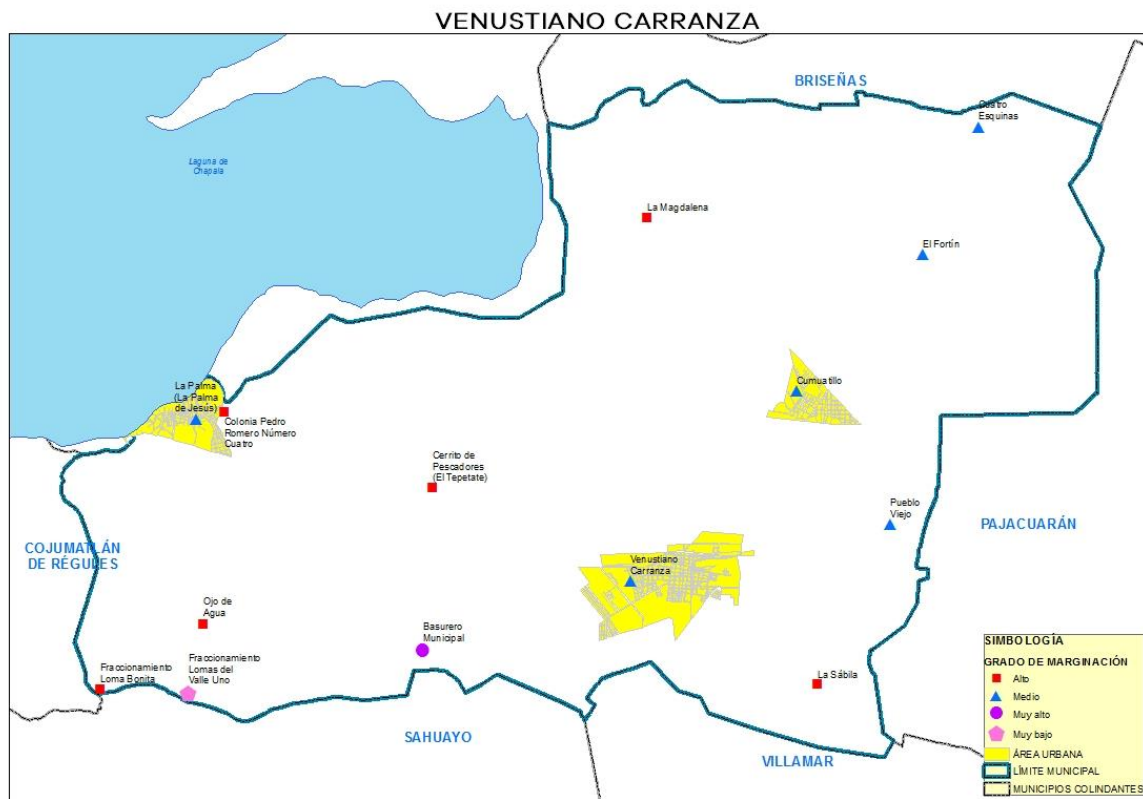 VENUSTIANO CARRANZA
BRISEÑAS
Cuatro
Esquinas
Laguna de
Chapala
La Magdalena
El Fortín
La Palma
(La Palma
de Jesús)
Colonia Pedro
Romero Número
Cuatro
Cumuatillo
Cerrito de
Pescadores
(El Tepetate)
Pueblo
Viejo
PAJACUARÁN
COJUMATLÁN
DE RÉGULES
Venustiano
Carranza
Ojo de
Agua
Basurero
Municipal
Fraccionamiento
Loma Bonita
Fraccionamiento
Lomas del
Valle Uno
La Sábila
SAHUAYO
VILLAMAR
SIMBOLOGÍA
GRADO DE MARGINACIÓN
Alto
Medio
Muy alto
Muy bajo
ÁREA URBANA
LÍMITE MUNICIPAL
MUNICIPIOS COLINDANTES